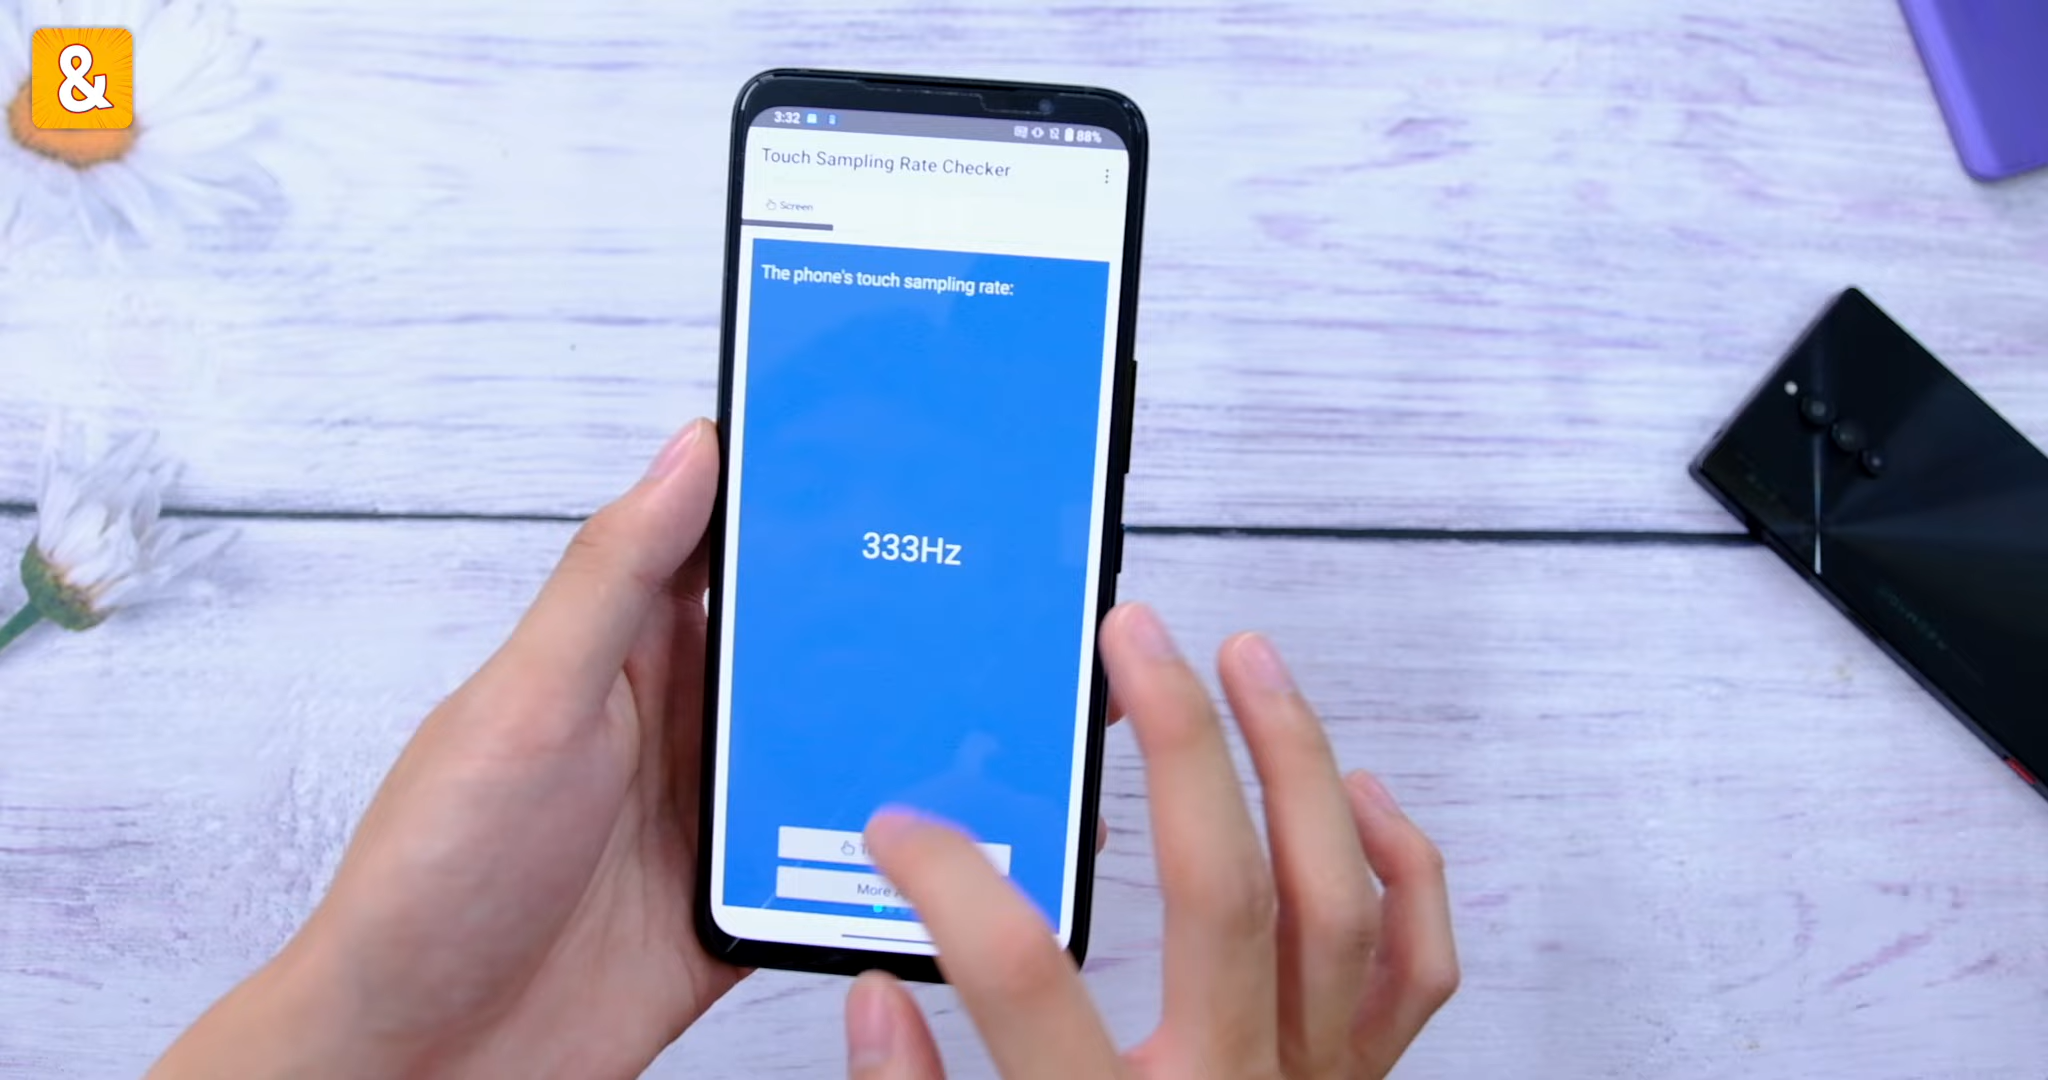 &
3:32
88%
Touch Sampling Rate Checker
Screen
The phone's touch sampling rate:
333Hz
More